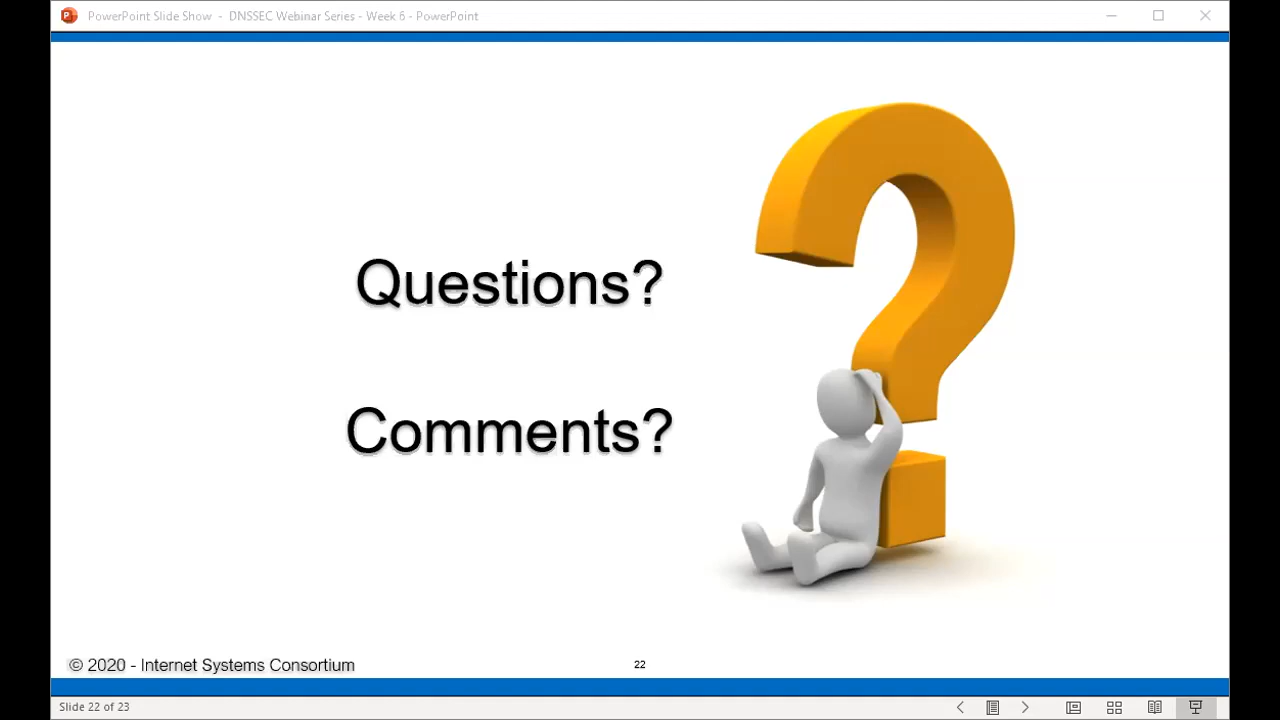 PowerPoint Slide Show - DNSSEC Webinar Series - Week 6 - PowerPoint
Questions?
Comments?
© 2020 - Internet Systems Consortium
22
Slide 22 of 23